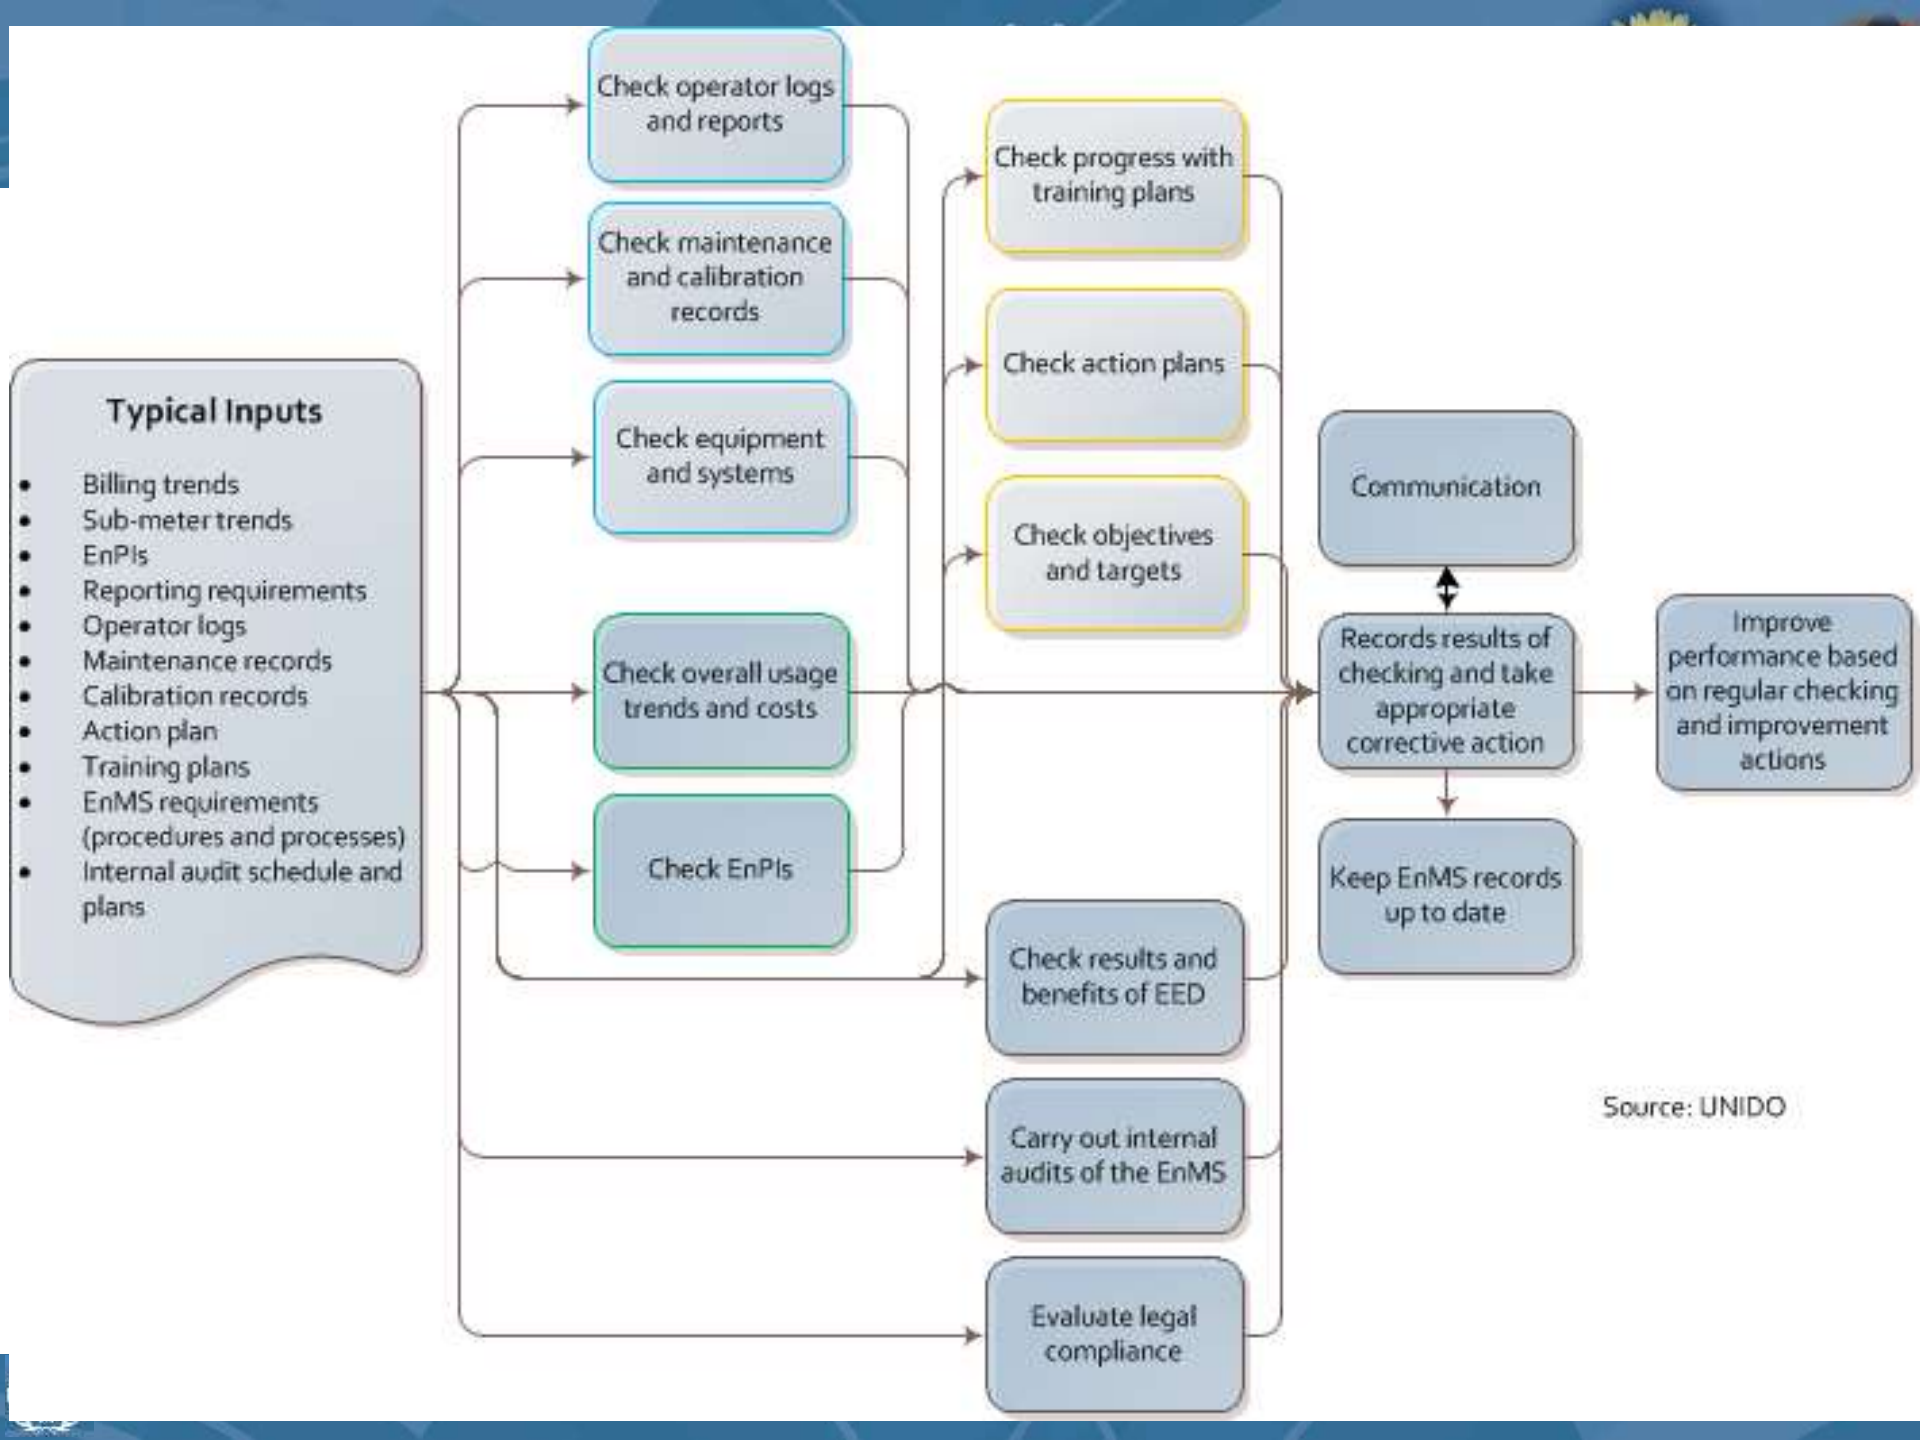 Typical Inputs
• Billing trends
• Sub-meter trends
• EnPIs
• Reporting requirements
• Operator logs
• Maintenance records
• Calibration records
• Action plan
• Training plans
• EnMS requirements
(procedures and processes)
• Internal audit schedule and
plans
Check operator logs
and reports
Check maintenance
and calibration
records
Check equipment
and systems
Check overall usage
trends and costs
Check EnPIs
Check progress with
training plans
Check action plans
Check objectives
and targets
Check results and
benefits of EED
Carry out internal
audits of the EnMS
Evaluate legal
compliance
Communication
Records results of
checking and take
appropriate
corrective action
Keep EnMS records
up to date
Improve
performance based
on regular checking
and improvement
actions
Source: UNIDO